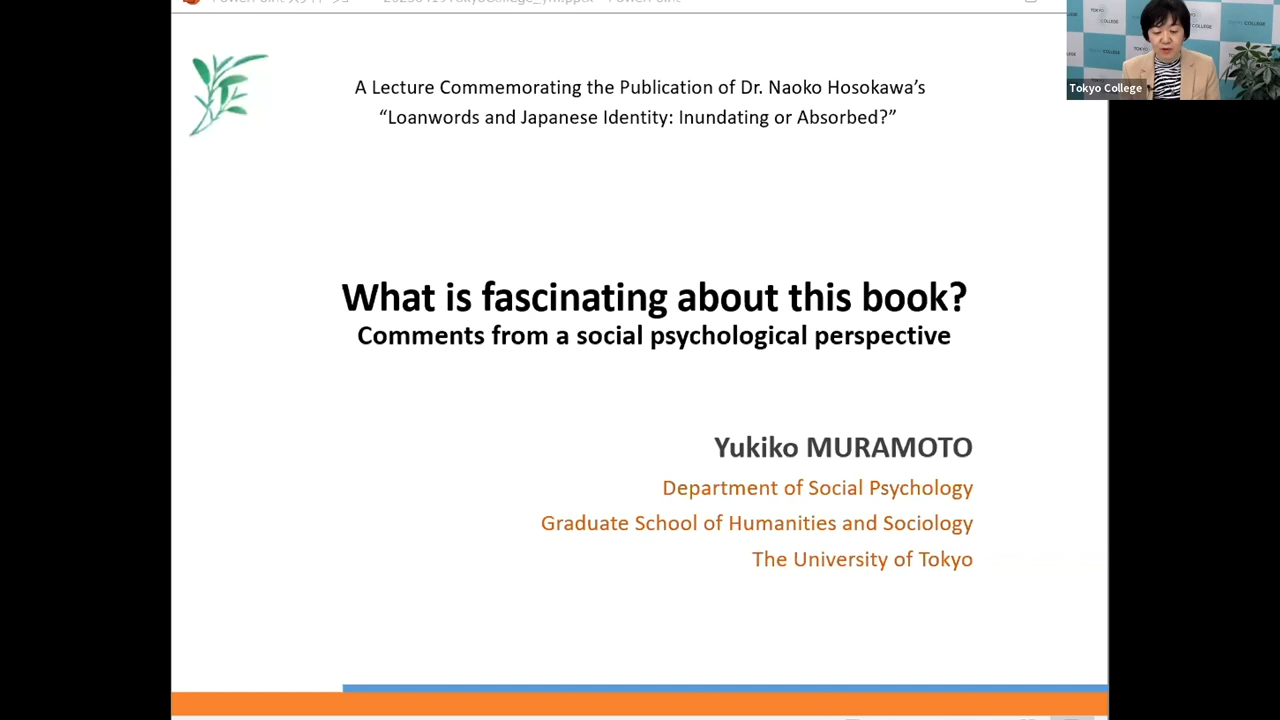 A Lecture Commemorating the Publication of Dr. Naoko Hosokawa’s
“Loanwords and Japanese Identity: Inundating or Absorbed?”
Tokyo College
What is fascinating about this book?
Comments from a social psychological perspective
Yukiko MURAMOTO
Department of Social Psychology
Graduate School of Humanities and Sociology
The University of Tokyo